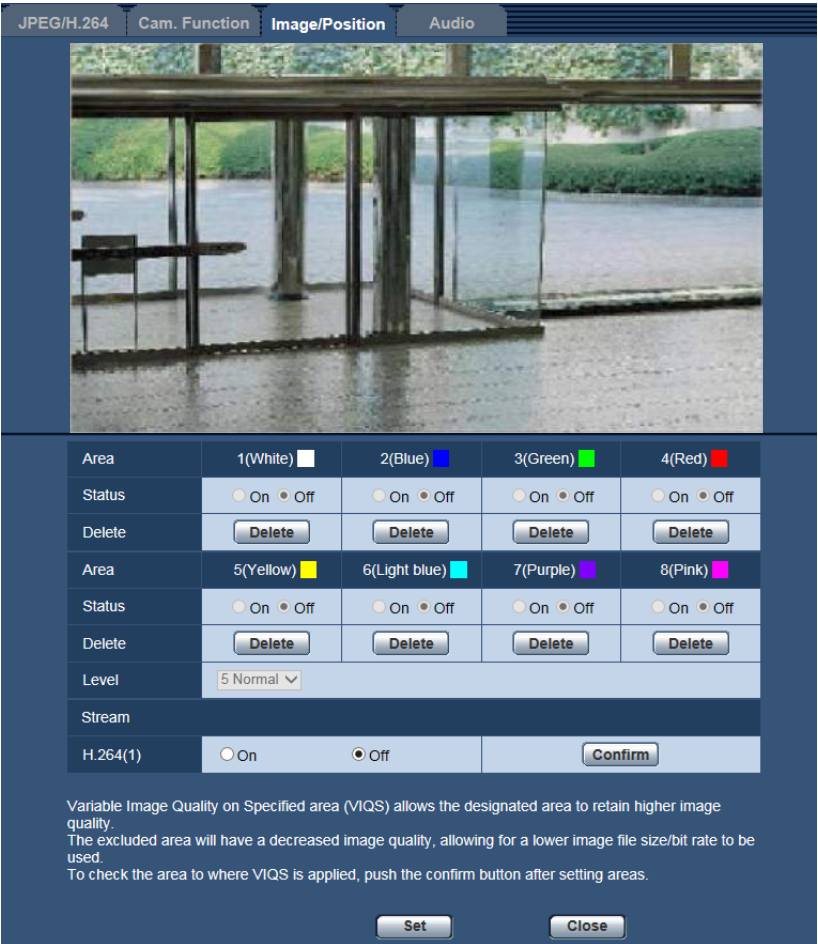 JPEG/H.264 Cam. Function Image/Position Audio
Area 1(White) 2(Blue) 3(Green) 4(Red)
Status On Off On Off On Off On Off
Delete Delete Delete Delete Delete
Area 5(Yellow) 6(Light blue) 7(Purple) 8(Pink)
Status On Off On Off On Off On Off
Delete Delete Delete Delete Delete
Level 5 Normal
Stream
H.264(1) On Off Confirm
Variable Image Quality on Specified area (VIQS) allows the designated area to retain higher image
quality.
The excluded area will have a decreased image quality, allowing for a lower image file size/bit rate to be
used.
To check the area to where VIQS is applied, push the confirm button after setting areas.
Set Close